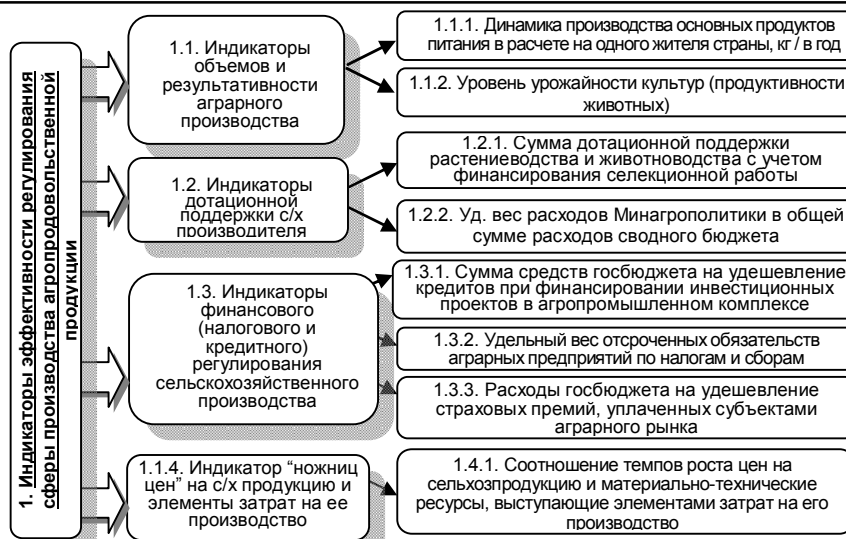 1. Индикаторы эффективности регулирования
сферы производства агропродовольственной
продукции
1.1. Индикаторы
объемов и
результативности
аграрного
производства
1.1.1. Динамика производства основных продуктов
питания в расчете на одного жителя страны, кг / в год
1.1.2. Уровень урожайности культур (продуктивности
животных)
1.2. Индикаторы
дотационной
поддержки с/х
производителя
1.2.1. Сумма дотационной поддержки
растениеводства и животноводства с учетом
финансирования селекционной работы
1.2.2. Уд. вес расходов Минагрополитики в общей
сумме расходов сводного бюджета
1.3. Индикаторы
финансового
(налогового и
кредитного)
регулирования
сельскохозяйственного
производства
1.3.1. Сумма средств госбюджета на удешевление
кредитов при финансировании инвестиционных
проектов в агропромышленном комплексе
1.3.2. Удельный вес отсроченных обязательств
аграрных предприятий по налогам и сборам
1.3.3. Расходы госбюджета на удешевление
страховых премий, уплаченных субъектами
аграрного рынка
1.1.4. Индикатор “ножниц
цен” на с/х продукцию и
элементы затрат на ее
производство
1.4.1. Соотношение темпов роста цен на
сельхозпродукцию и материально-технические
ресурсы, выступающие элементами затрат на его
производство